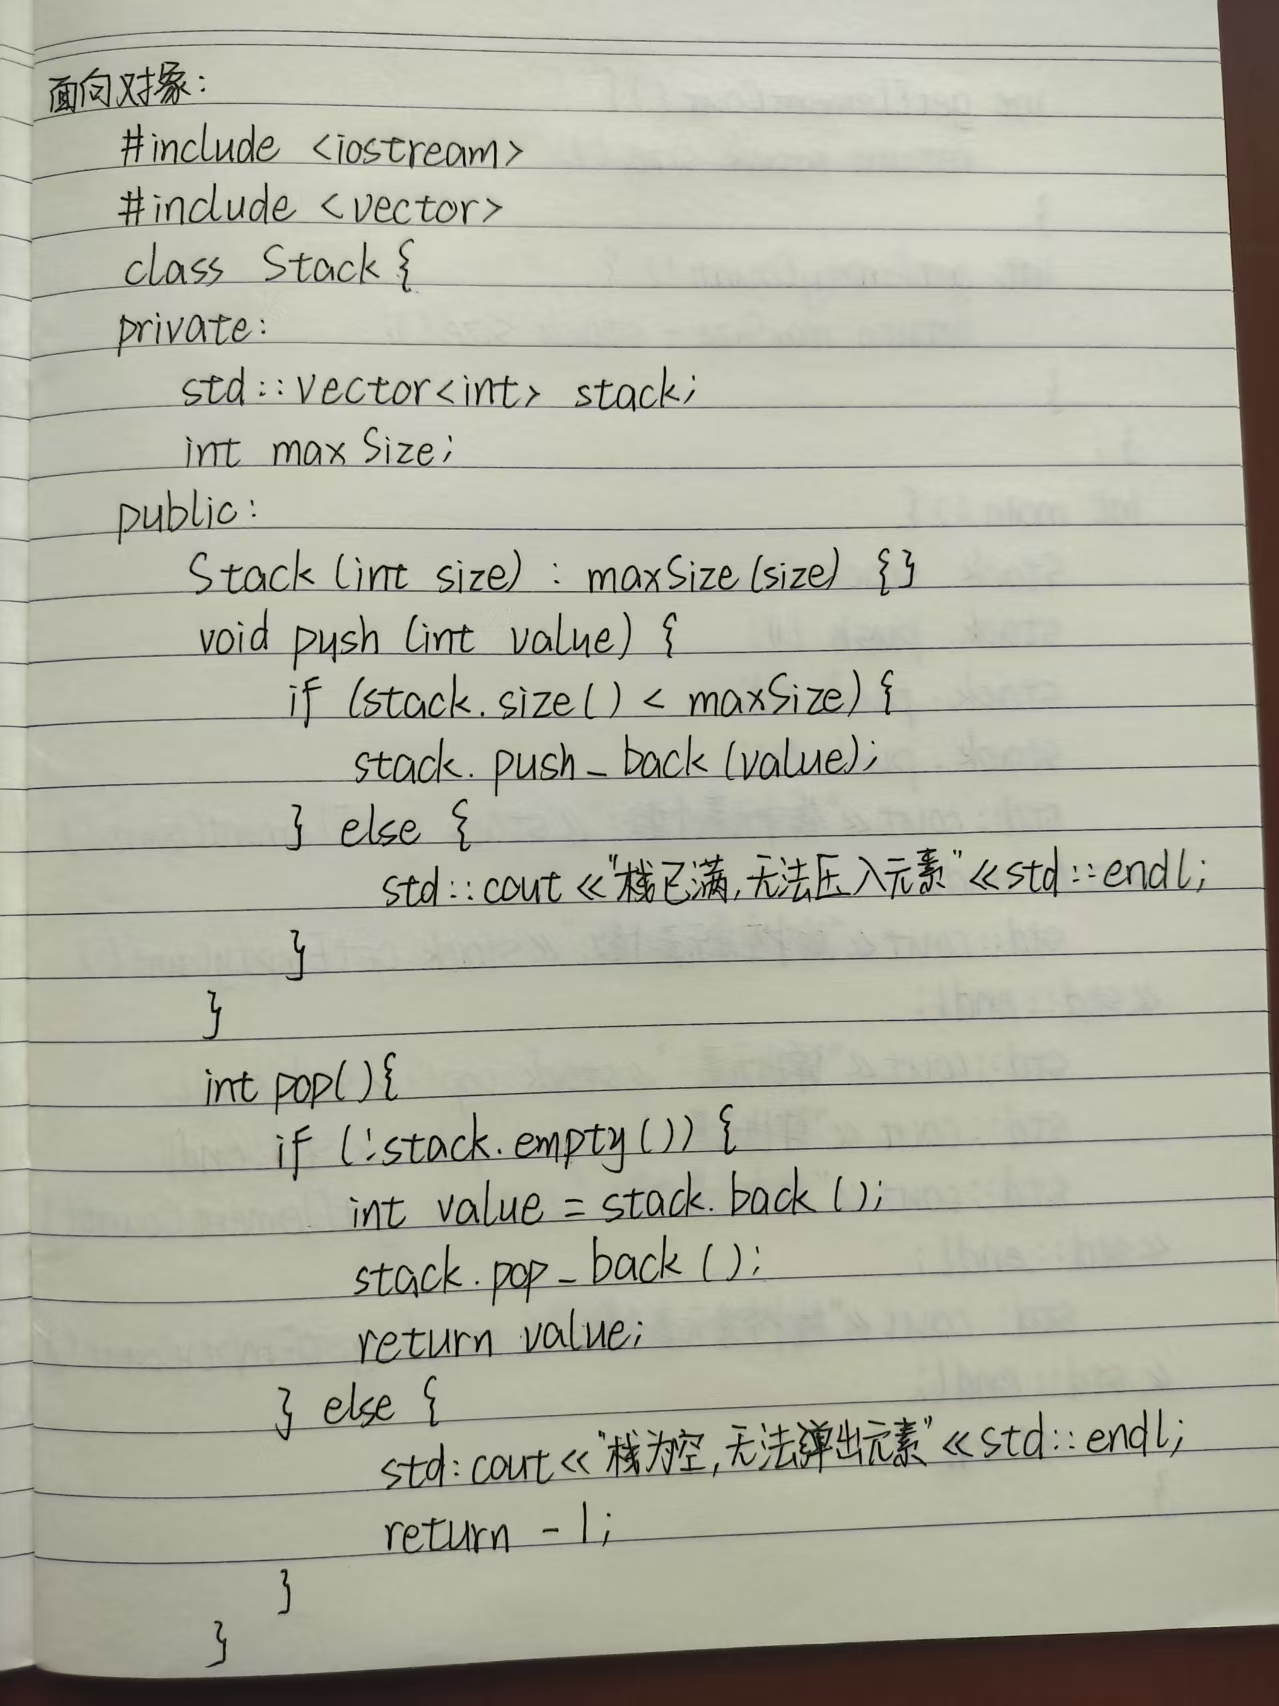 面向对象:
#include <iostream>
#include <vector>
class Stack {
private:
std::vector<int> stack;
int maxSize;
public:
Stack (int size) : maxSize (size) {}
void push (int value) {
if (stack.size() < maxSize) {
stack.push_back (value);
} else {
std::cout << "栈已满,无法压入元素" << std::endl;
}
}
int pop() {
if (!stack.empty()) {
int value = stack.back();
stack.pop_back();
return value;
} else {
std:cout << "栈为空,无法弹出元素" << std::endl;
return -1;
}
}